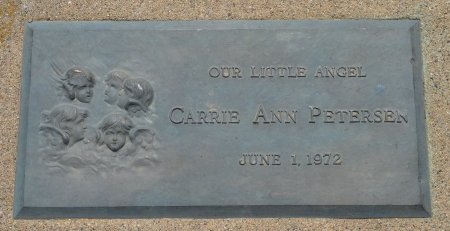 OUR LITTLE ANGEL
CARRIE ANN PETERSEN
JUNE 1, 1972